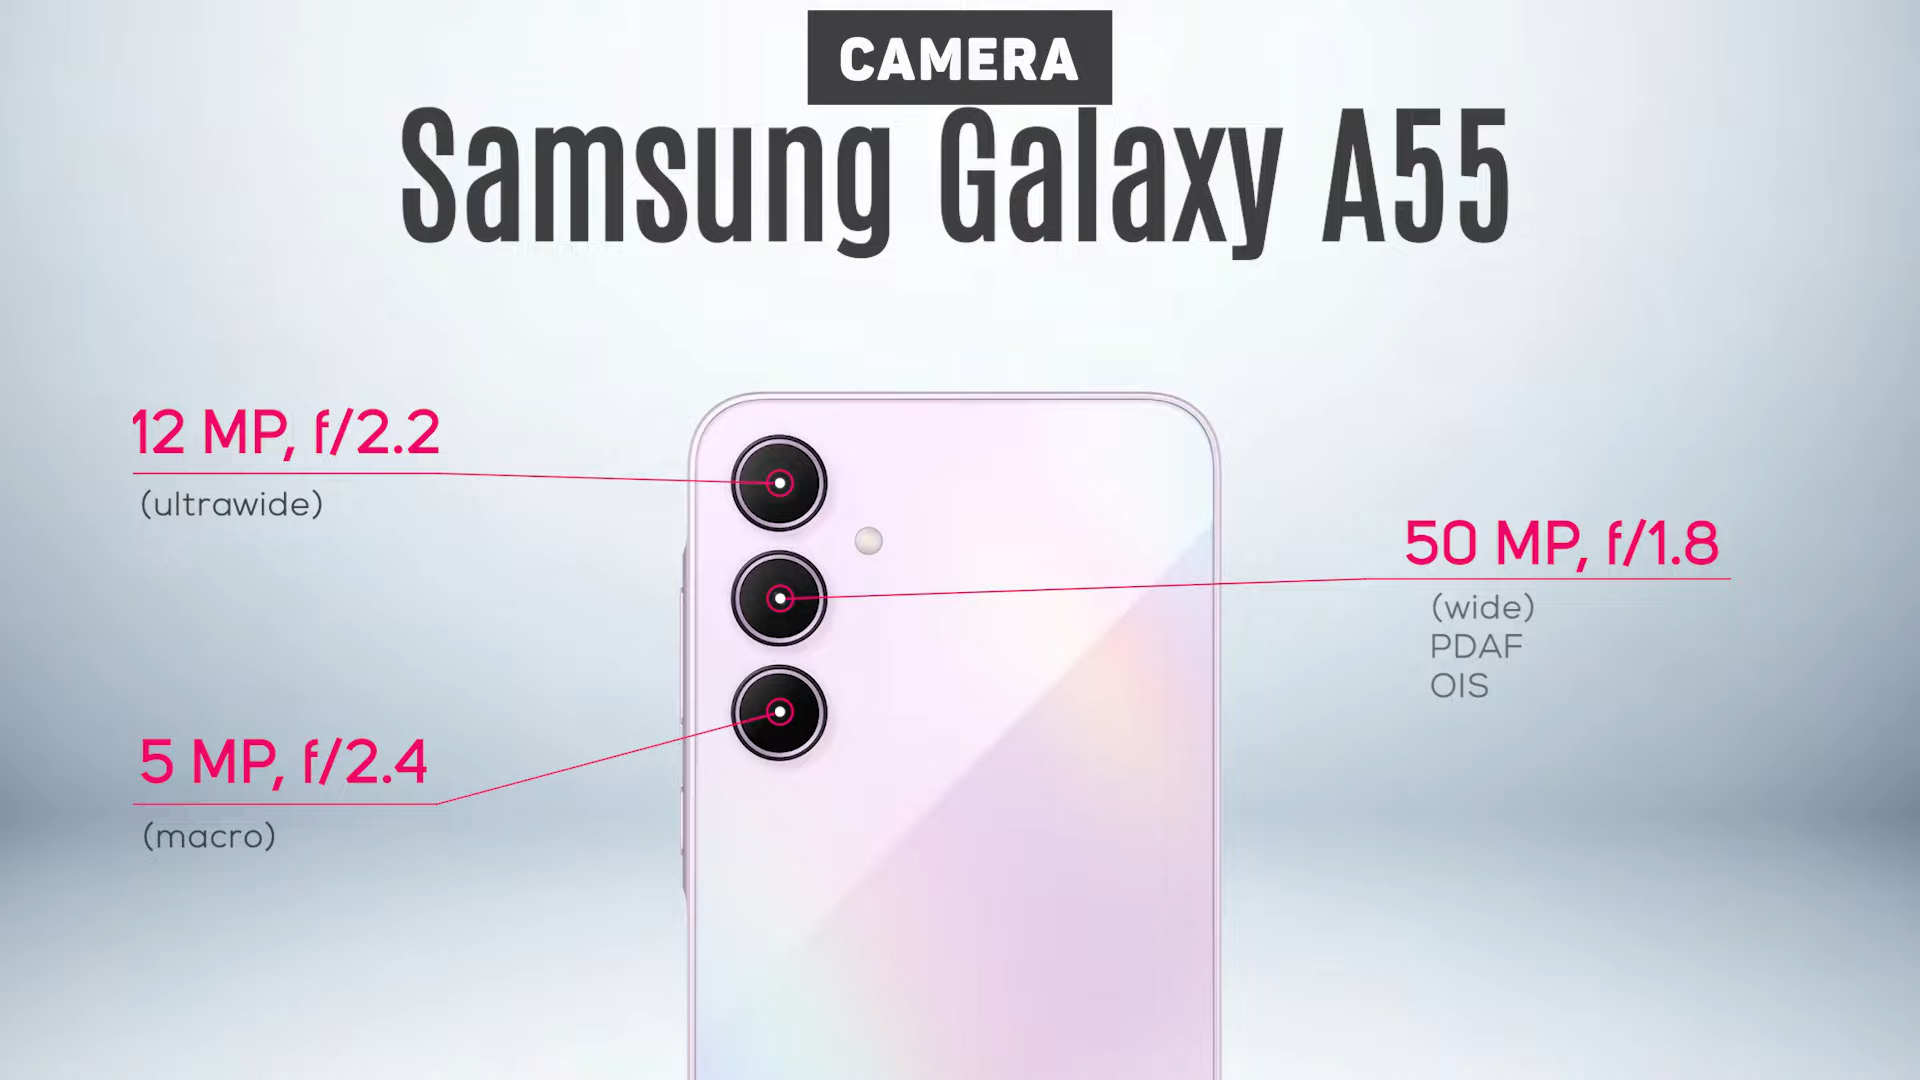 CAMERA
Samsung Galaxy A55
12 MP, f/2.2
(ultrawide)
50 MP, f/1.8
(wide)
PDAF
OIS
5 MP, f/2.4
(macro)